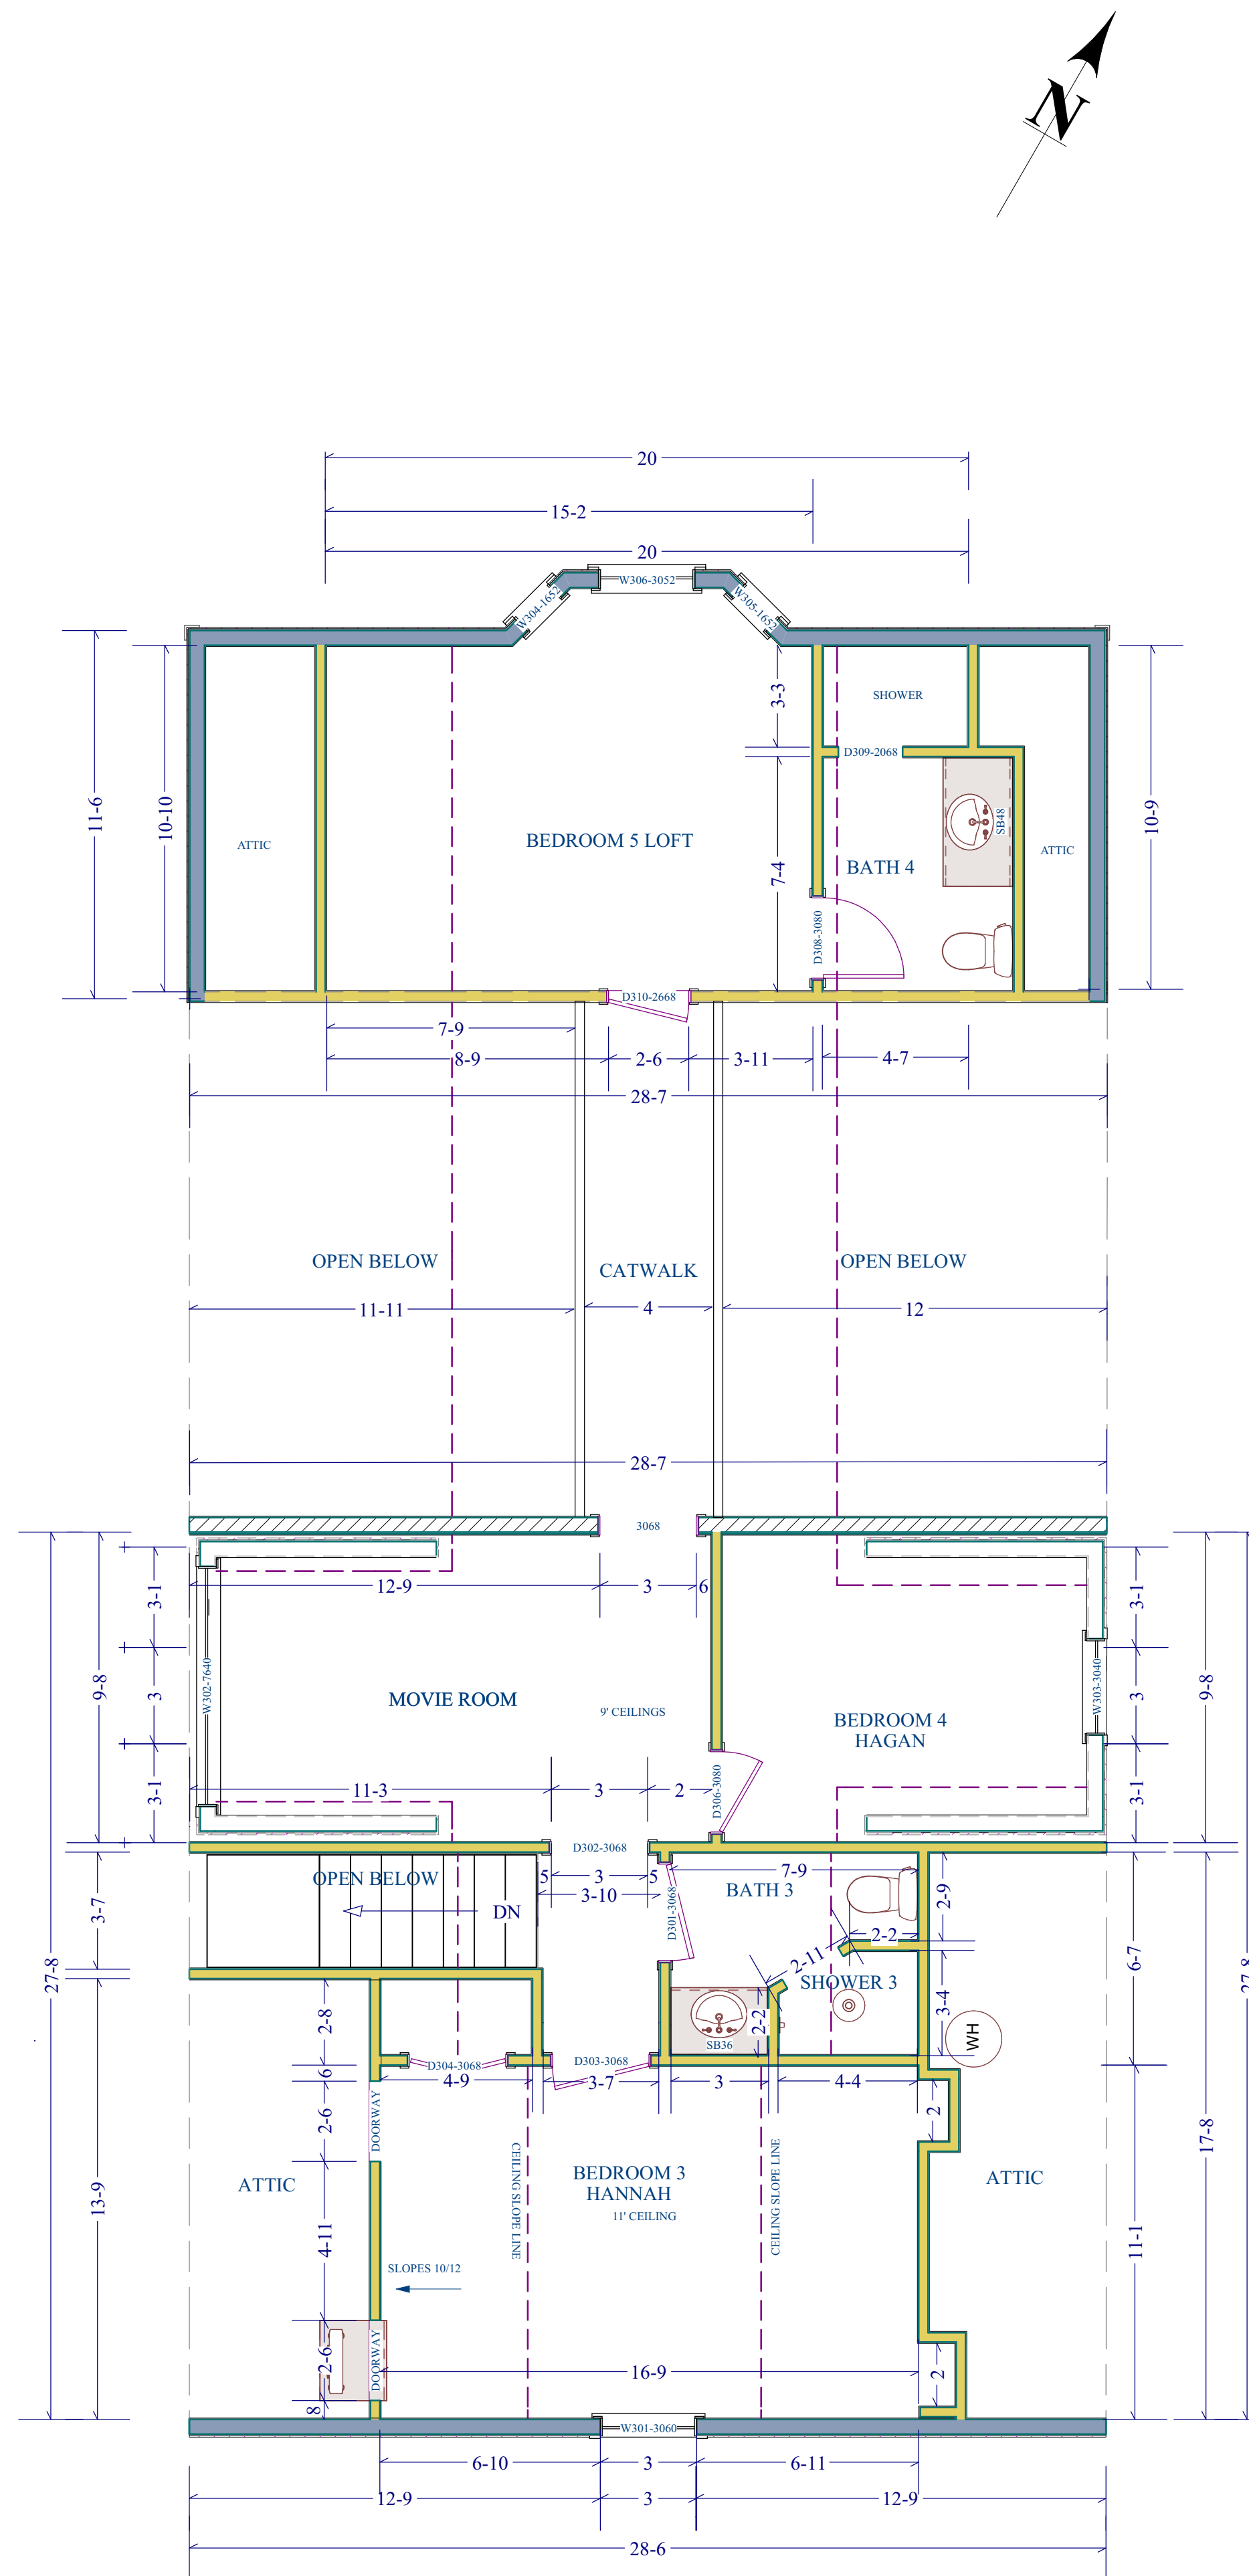 N
20
15-2
20
W306-3052
W304-1652
W305-1652
3-3
SHOWER
D309-2068
11-6
10-10
10-9
ATTIC
BEDROOM 5 LOFT
7-4
BATH 4
SB48
ATTIC
D308-3080
D310-2668
7-9
8-9
2-6
3-11
4-7
28-7
OPEN BELOW
CATWALK
OPEN BELOW
11-11
4
12
28-7
3068
12-9
3
6
3-1
3-1
9-8
3
W302-7640
MOVIE ROOM
9' CEILINGS
BEDROOM 4
HAGAN
W303-3040
3
9-8
3-1
11-3
3
2
D306-3080
3-1
D302-3068
OPEN BELOW
5
3
5
3-10
D301-3068
7-9
BATH 3
2-9
3-7
DN
2-2
2-11
SHOWER 3
6-7
27-8
27-8
2-8
2-2
3-4
WH
SB36
D304-3068
D303-3068
6
4-9
3-7
3
4-4
2-6
DOORWAY
2
17-8
13-9
ATTIC
CEILING SLOPE LINE
BEDROOM 3
HANNAH
11' CEILING
CEILING SLOPE LINE
ATTIC
4-11
11-1
SLOPES 10/12
2-6
DOORWAY
16-9
2
8
W301-3060
6-10
3
6-11
12-9
3
12-9
28-6